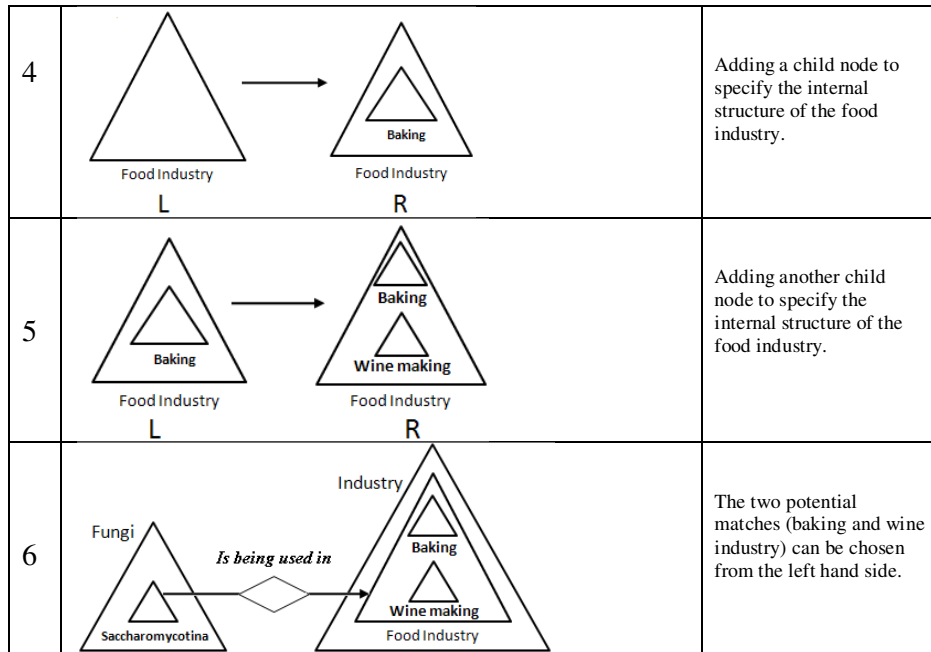 4
Baking
Food Industry
Food Industry
L
R
Adding a child node to
specify the internal
structure of the food
industry.
5
Baking
Food Industry
L
Baking
Wine making
Food Industry
R
Adding another child
node to specify the
internal structure of the
food industry.
6
Fungi
Saccharomycotina
Is being used in
Industry
Baking
Wine making
Food Industry
The two potential
matches (baking and wine
industry) can be chosen
from the left hand side.